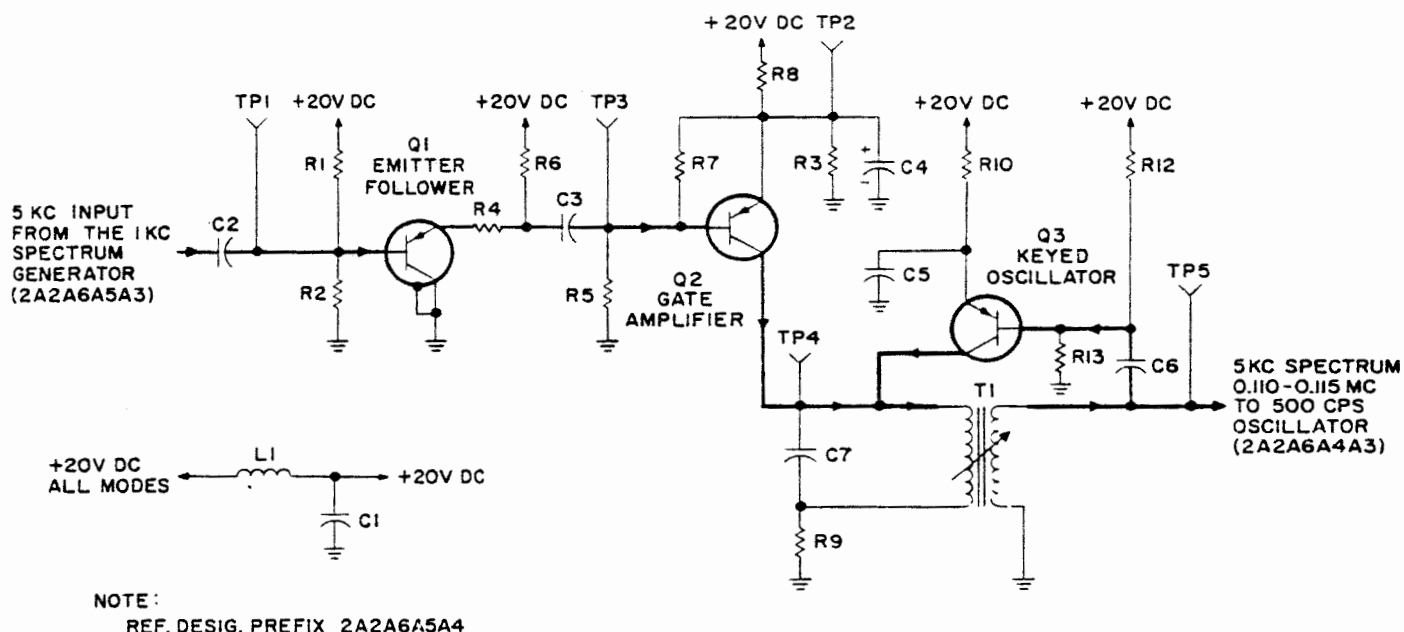 +20V DC TP2
R8
TP1 +20V DC
+20V DC TP3
+20V DC
+20V DC
Q1
EMITTER
FOLLOWER
R1
R6
R7
R3
+
-
C4
R10
R12
5 KC INPUT
FROM THE 1KC
SPECTRUM
GENERATOR
(2A2A6A5A3)
C2
R4
C3
R2
R5
Q2
GATE
AMPLIFIER
C5
Q3
KEYED
OSCILLATOR
TP5
TP4
R13
C6
T1
5KC SPECTRUM
0.110-0.115 MC
TO 500 CPS
OSCILLATOR
(2A2A6A4A3)
C7
R9
+20V DC
ALL MODES
L1
+20V DC
C1
NOTE:
REF. DESIG. PREFIX 2A2A6A5A4